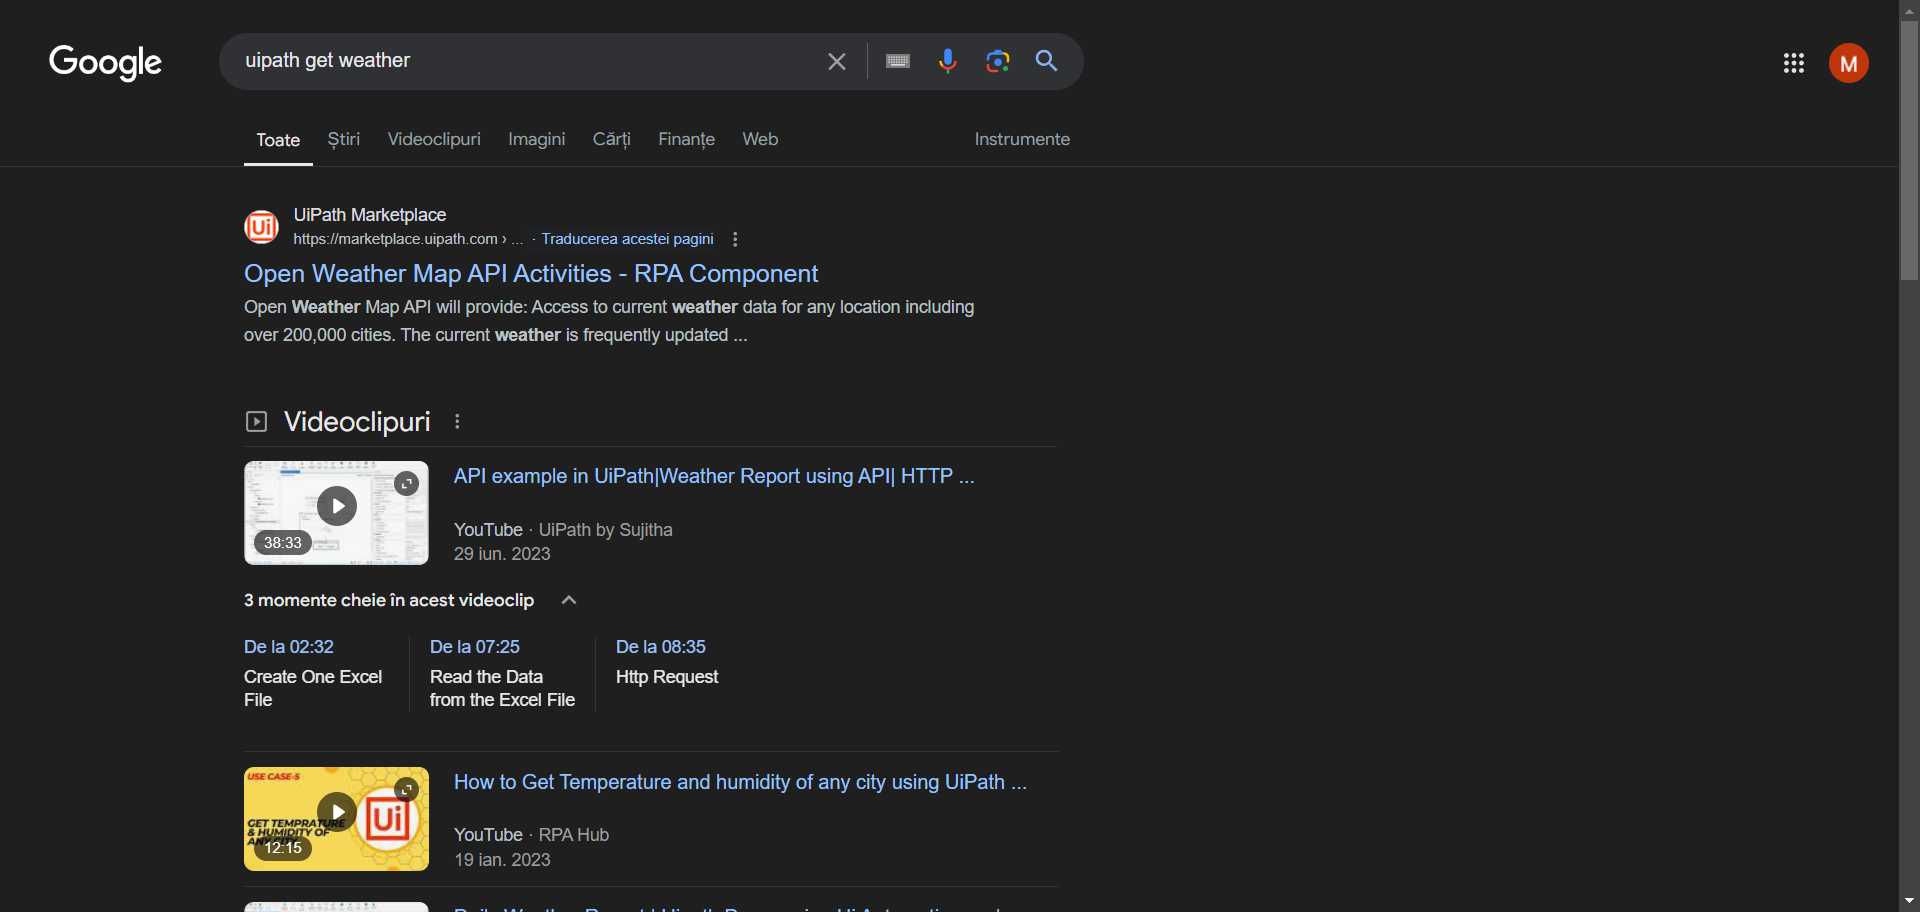 Google
uipath get weather
M
Toate Știri Videoclipuri Imagini Cărți Finanțe Web Instrumente
Ui
UiPath Marketplace
https://marketplace.uipath.com › ... · Traducerea acestei pagini
Open Weather Map API Activities - RPA Component
Open Weather Map API will provide: Access to current weather data for any location including
over 200,000 cities. The current weather is frequently updated ...
Videoclipuri
38:33
API example in UiPath|Weather Report using API| HTTP ...
YouTube · UiPath by Sujitha
29 iun. 2023
3 momente cheie în acest videoclip
De la 02:32
Create One Excel
File
De la 07:25
Read the Data
from the Excel File
De la 08:35
Http Request
USE CASE-5
GET TEMPRATURE
& HUMIDITY OF
Ui
12:15
How to Get Temperature and humidity of any city using UiPath ...
YouTube · RPA Hub
19 ian. 2023